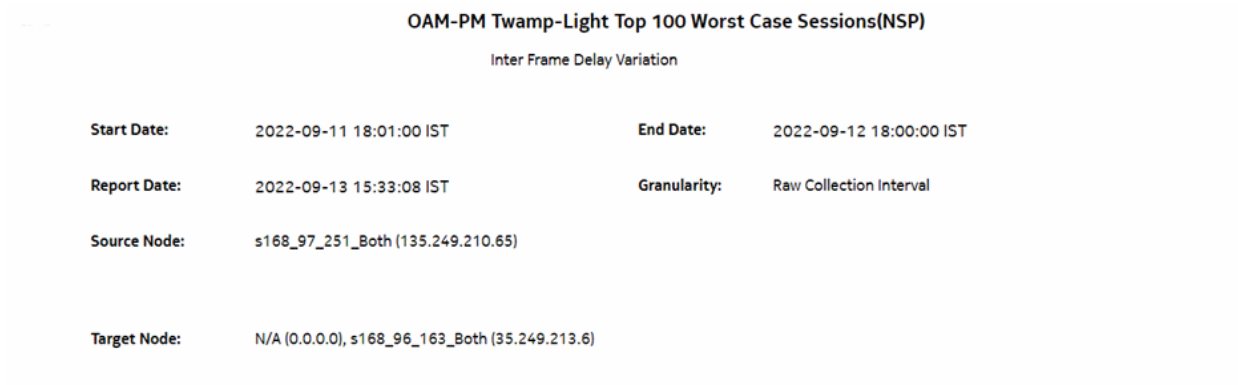 OAM-PM Twamp-Light Top 100 Worst Case Sessions(NSP)
Inter Frame Delay Variation
Start Date: 2022-09-11 18:01:00 IST End Date: 2022-09-12 18:00:00 IST
Report Date: 2022-09-13 15:33:08 IST Granularity: Raw Collection Interval
Source Node: s168_97_251_Both (135.249.210.65)
Target Node: N/A (0.0.0.0), s168_96_163_Both (35.249.213.6)